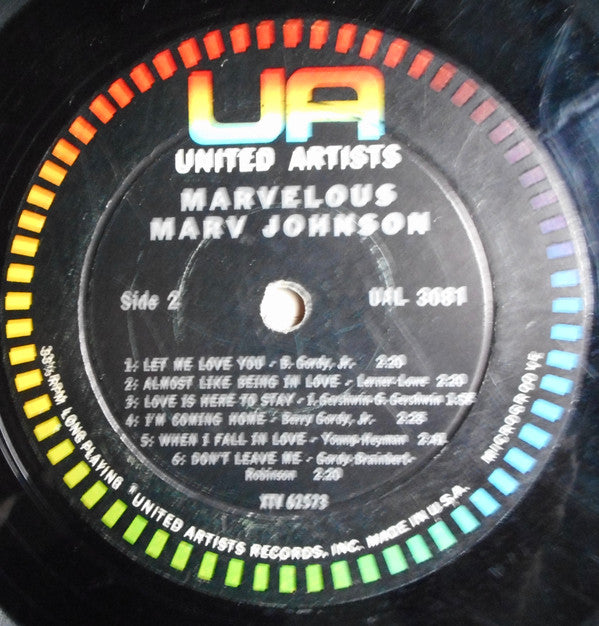 UA
UNITED ARTISTS
MARVELOUS
MARV JOHNSON
Side 2
UAL 3081
1: LET ME LOVE YOU - B. Gordy, Jr. 2:20
2: ALMOST LIKE BEING IN LOVE - Lerner-Lowe 2:20
3: LOVE IS HERE TO STAY - I. Gershwin-G. Gershwin
4: I'M COMING HOME - Berry Gordy, Jr. 2:25
5: WHEN I FALL IN LOVE - Young-Heyman
6: DON'T LEAVE ME - Gordy-
Robinson 2:20
XTV 62573
33⅓ RPM LONG PLAYING * UNITED ARTISTS RECORDS, INC. MADE IN U.S.A. MICROGROOVE